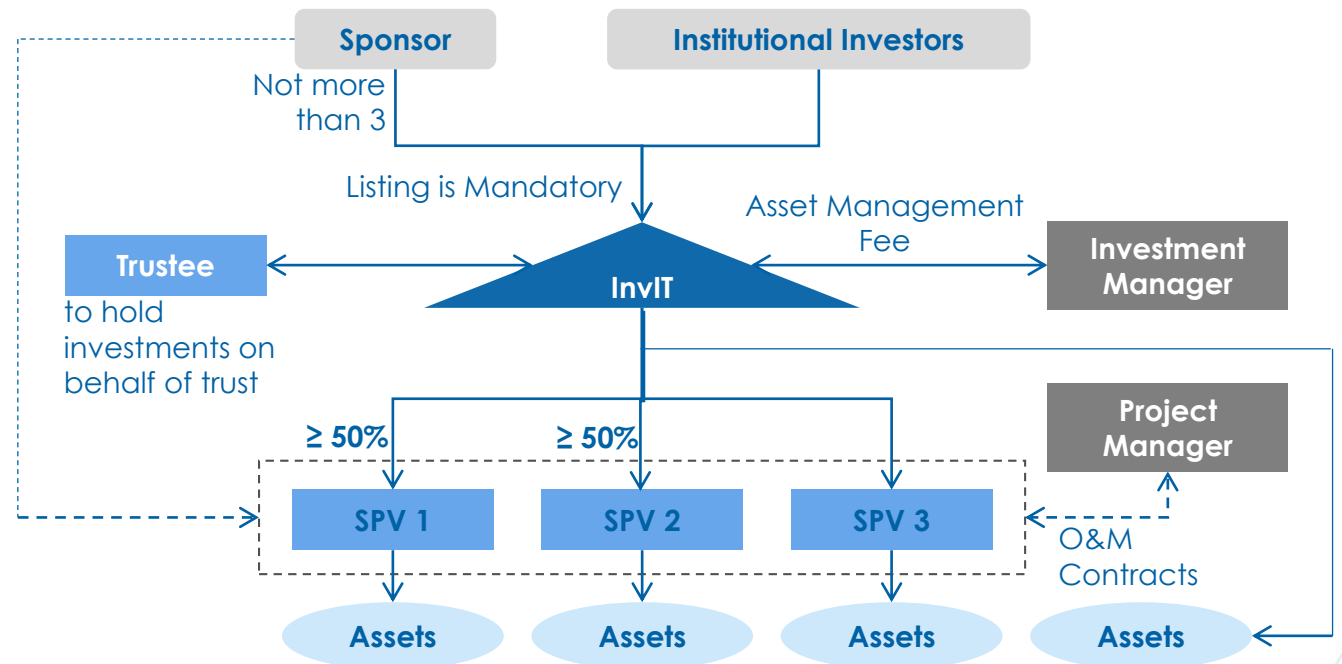 Sponsor
Institutional Investors
Not more
than 3
Listing is Mandatory
Asset Management
Fee
Trustee
InvIT
Investment
Manager
to hold
investments on
behalf of trust
Project
Manager
≥ 50%
≥ 50%
SPV 1
SPV 2
SPV 3
O&M
Contracts
Assets
Assets
Assets
Assets